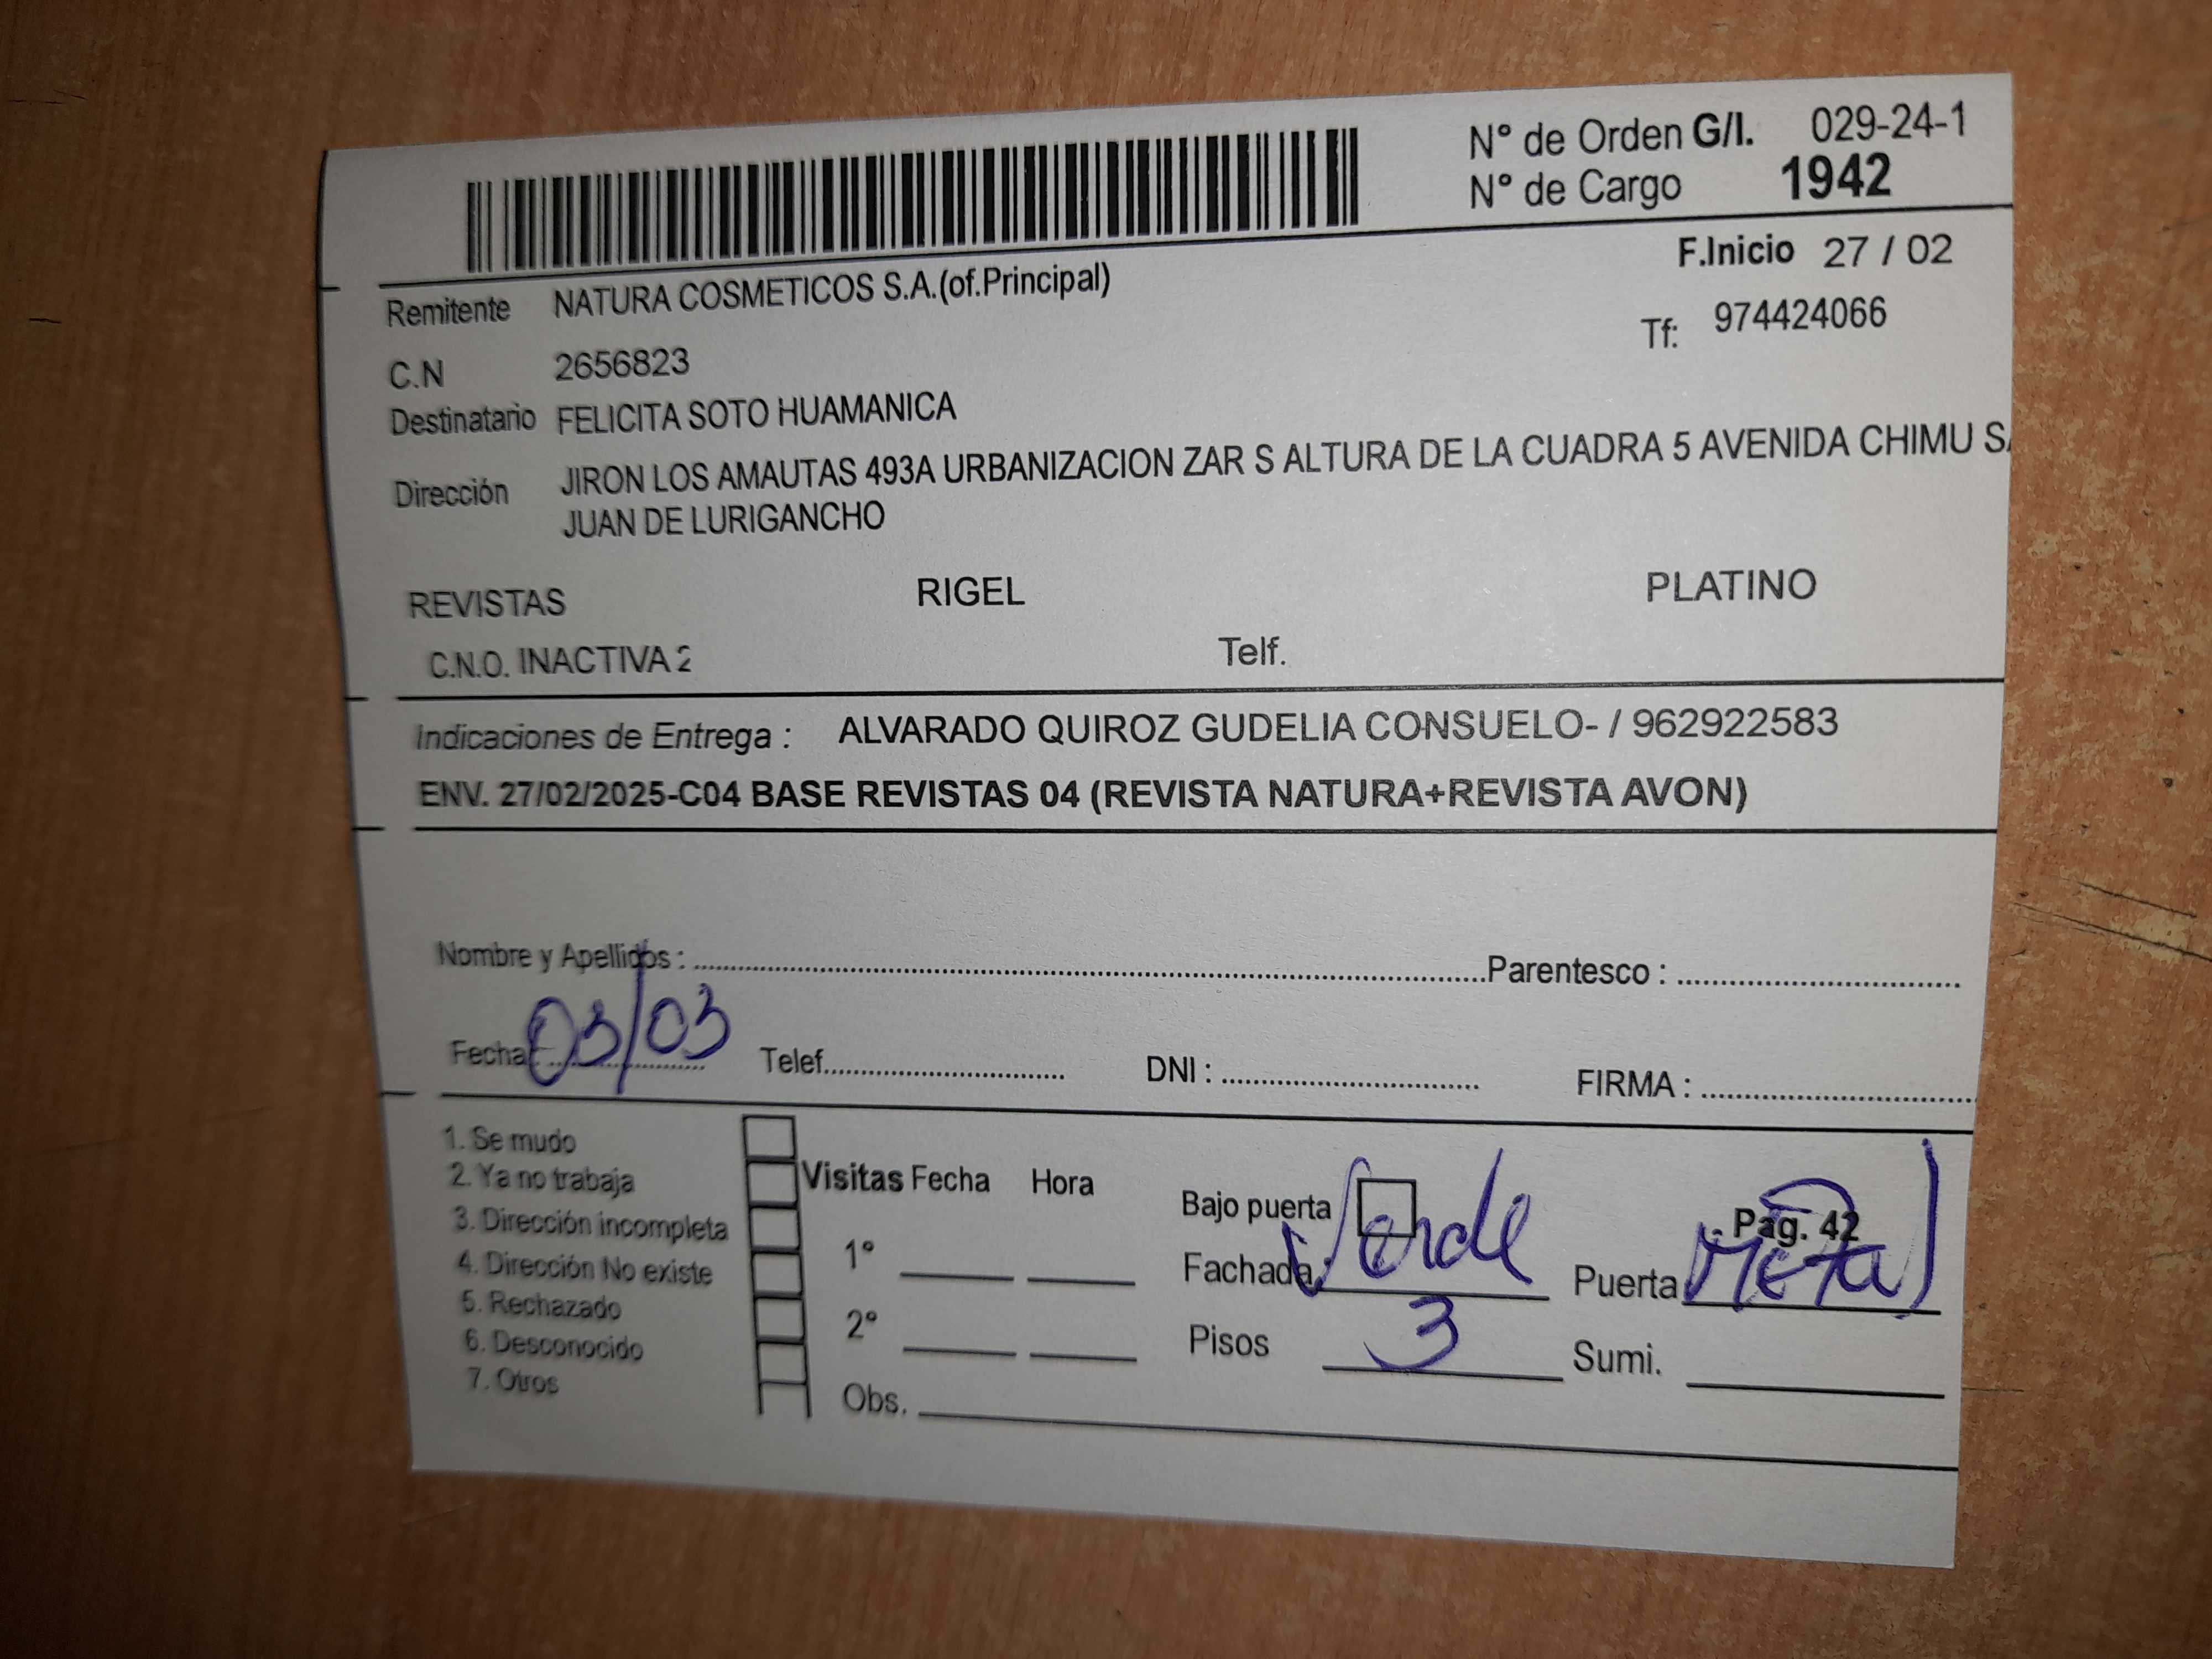 N° de Orden G/I. 029-24-1
N° de Cargo 1942
F.Inicio 27 / 02
Remitente NATURA COSMETICOS S.A.(of.Principal)
Tf: 974424066
C.N 2656823
Destinatario FELICITA SOTO HUAMANICA
Dirección JIRON LOS AMAUTAS 493A URBANIZACION ZAR S ALTURA DE LA CUADRA 5 AVENIDA CHIMU SA
JUAN DE LURIGANCHO
REVISTAS RIGEL PLATINO
C.N.O. INACTIVA 2 Telf.
Indicaciones de Entrega : ALVARADO QUIROZ GUDELIA CONSUELO- / 962922583
ENV. 27/02/2025-C04 BASE REVISTAS 04 (REVISTA NATURA+REVISTA AVON)
Nombre y Apellidos : Parentesco :
Fecha: 03/03 Telef. DNI : FIRMA :
1. Se mudo
2. Ya no trabaja
3. Dirección incompleta
4. Dirección No existe
5. Rechazado
6. Desconocido
7. Otros
Visitas Fecha Hora
1°
2°
Obs.
Bajo puerta
Pag. 42
Fachada: Verde Puerta Metal
Pisos 3 Sumi.